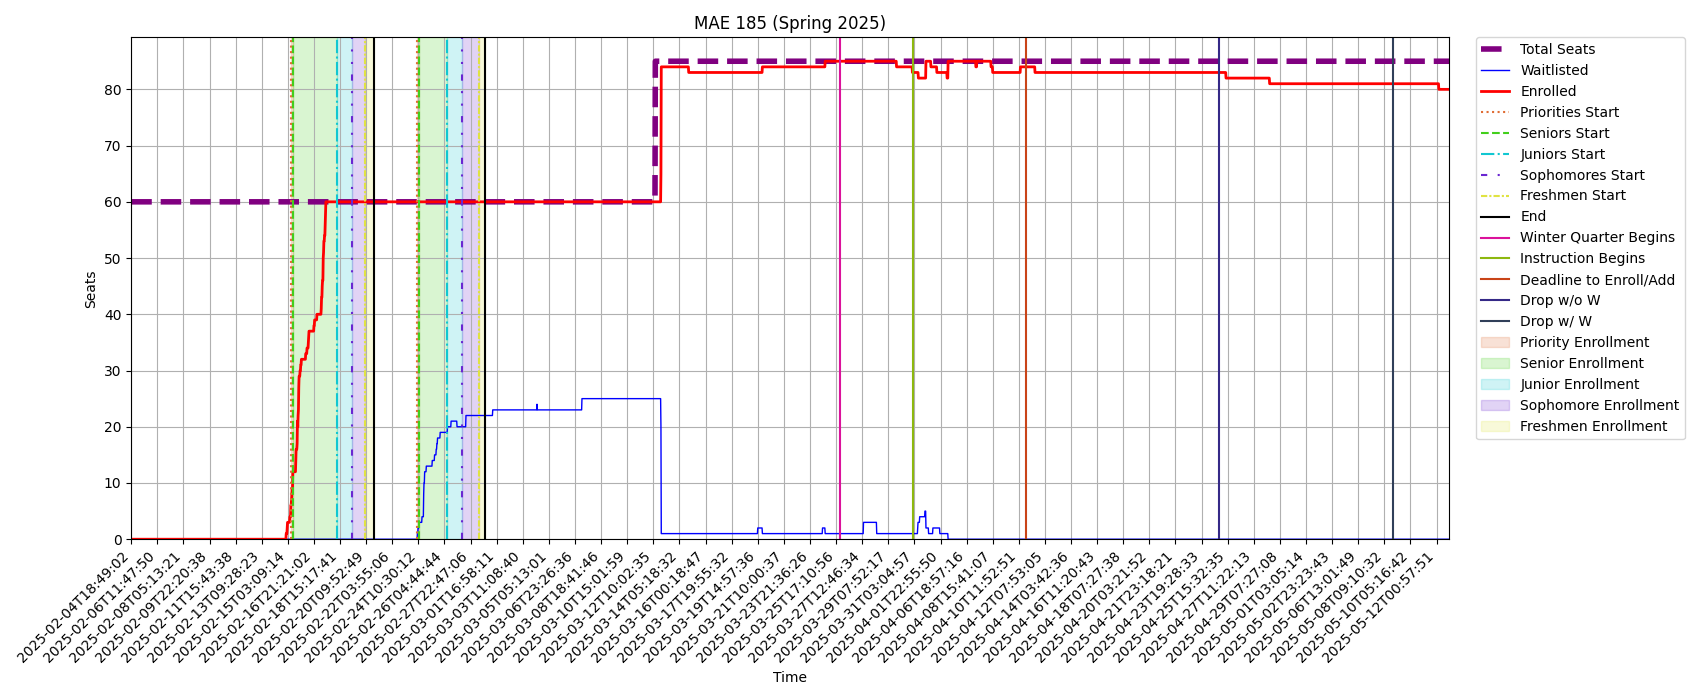 MAE 185 (Spring 2025)
Seats
80
70
60
50
40
30
20
10
0
2025-02-04T18:49:02
2025-02-06T11:47:50
2025-02-08T05:13:21
2025-02-09T22:20:38
2025-02-11T15:43:38
2025-02-13T09:28:23
2025-02-15T03:09:14
2025-02-16T21:21:02
2025-02-18T15:17:41
2025-02-20T09:52:49
2025-02-22T03:55:06
2025-02-24T04:30:12
2025-02-26T04:44:44
2025-02-27T22:47:06
2025-03-01T16:58:11
2025-03-03T11:08:40
2025-03-05T05:13:01
2025-03-06T23:26:36
2025-03-08T18:41:46
2025-03-10T15:01:59
2025-03-12T10:02:35
2025-03-14T05:18:32
2025-03-16T00:18:47
2025-03-17T19:55:32
2025-03-19T14:57:36
2025-03-21T10:00:37
2025-03-23T21:36:26
2025-03-25T17:10:56
2025-03-27T12:46:34
2025-03-29T07:52:17
2025-03-31T03:04:57
2025-04-01T22:55:50
2025-04-06T18:57:16
2025-04-08T15:41:07
2025-04-10T11:52:51
2025-04-12T07:53:05
2025-04-14T03:42:36
2025-04-16T11:20:43
2025-04-18T07:27:38
2025-04-20T03:21:52
2025-04-21T23:18:21
2025-04-23T19:28:33
2025-04-25T15:32:35
2025-04-27T11:22:13
2025-04-29T07:27:08
2025-05-01T03:05:14
2025-05-02T23:23:43
2025-05-06T13:01:49
2025-05-08T09:10:32
2025-05-10T05:16:42
2025-05-12T00:57:51
Time
Total Seats
Waitlisted
Enrolled
Priorities Start
Seniors Start
Juniors Start
Sophomores Start
Freshmen Start
End
Winter Quarter Begins
Instruction Begins
Deadline to Enroll/Add
Drop w/o W
Drop w/ W
Priority Enrollment
Senior Enrollment
Junior Enrollment
Sophomore Enrollment
Freshmen Enrollment